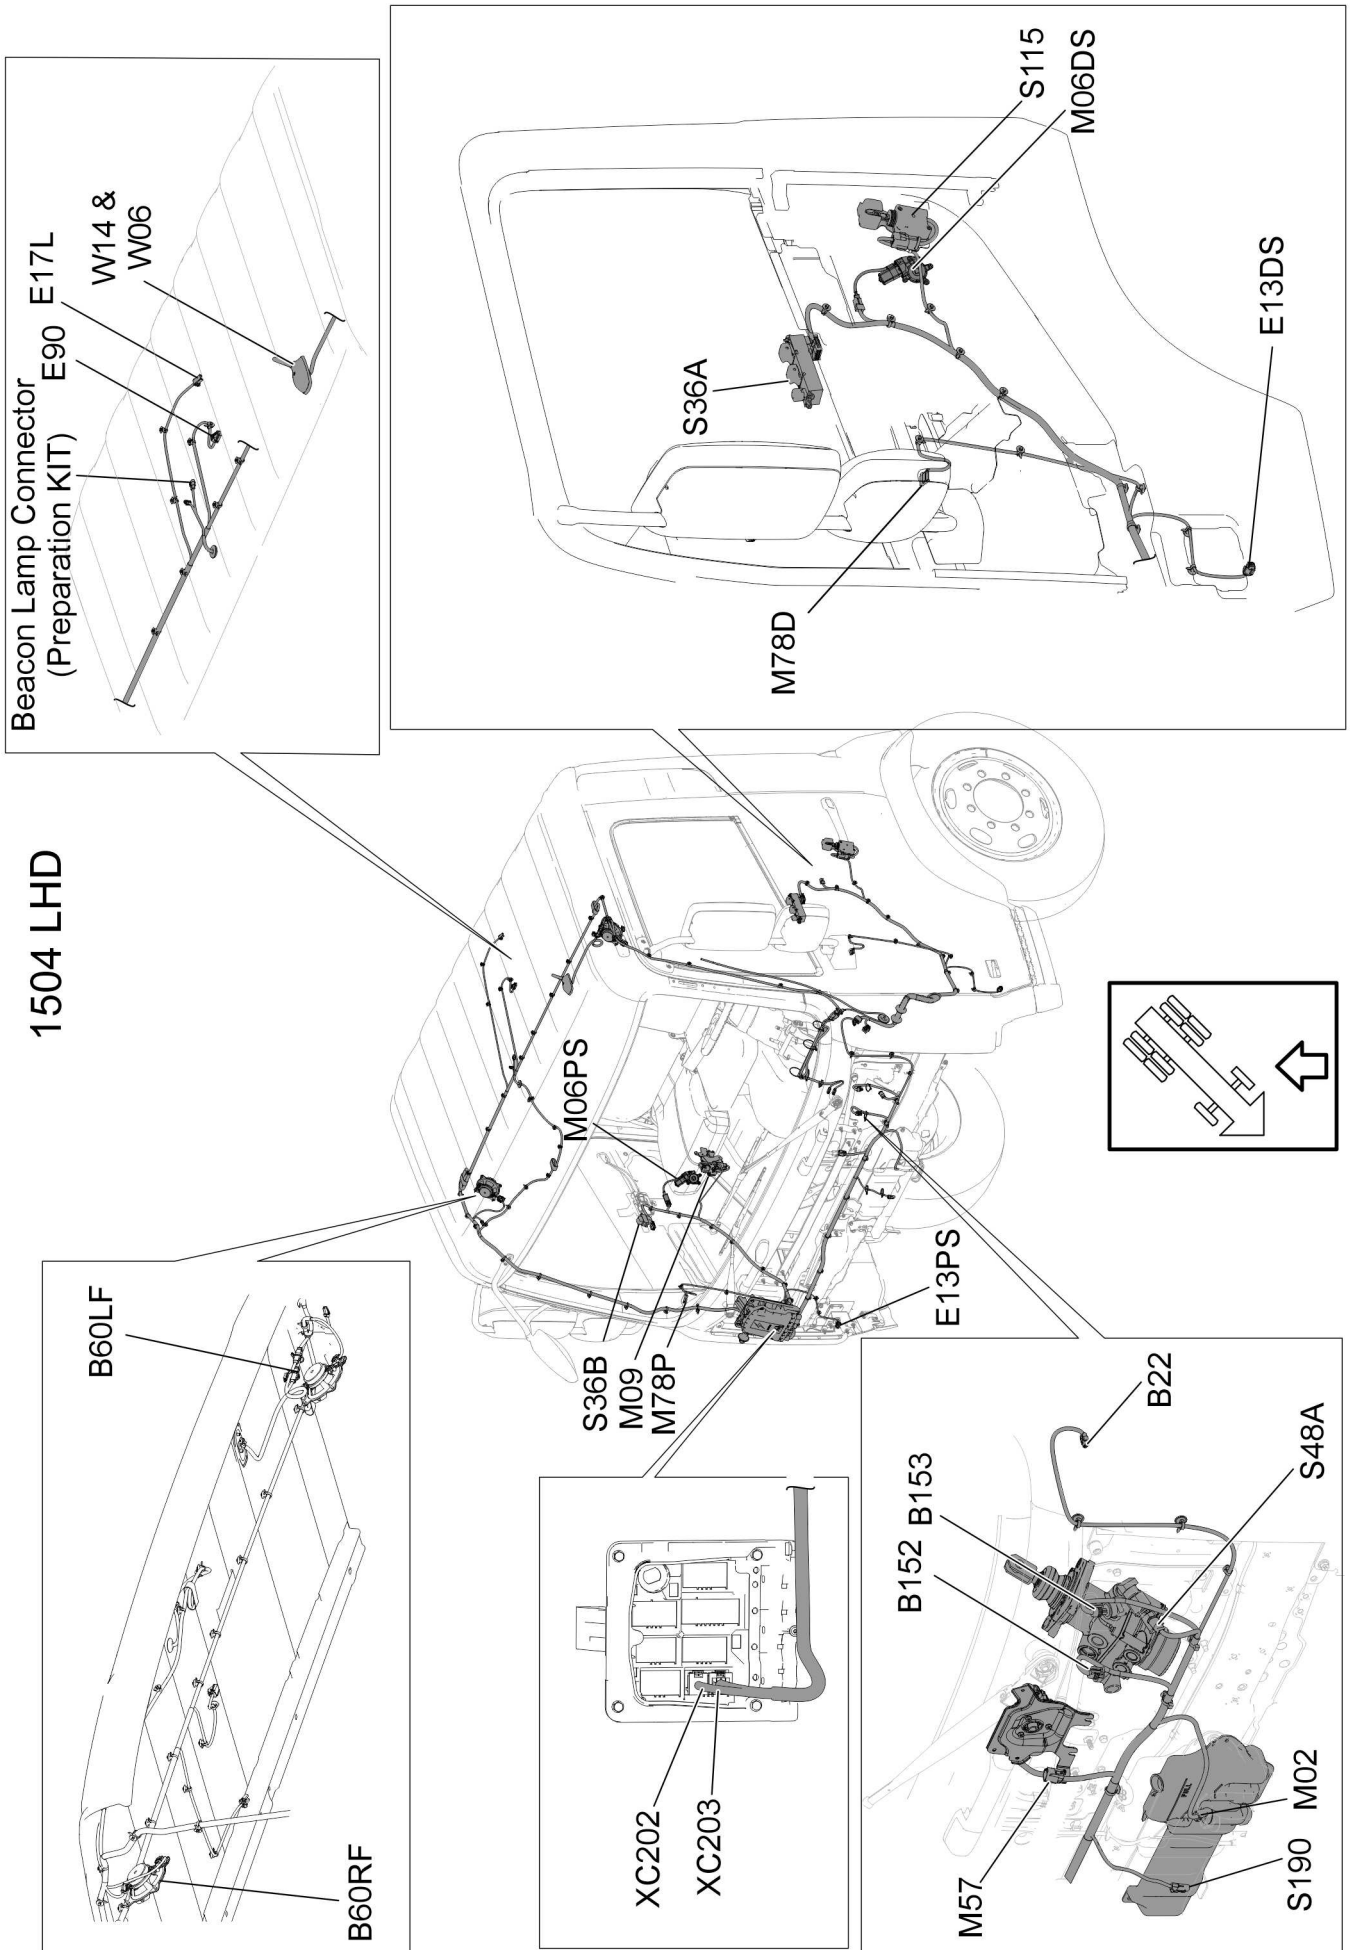 1504 LHD
B60RF
B60LF
Beacon Lamp Connector
(Preparation KIT)
E90
E17L
W14 &
W06
XC202
XC203
S36B
M09
M78P
M06PS
E13PS
M78D
S36A
S115
M06DS
E13DS
M57
B152
B153
B22
S48A
M02
S190
FULL